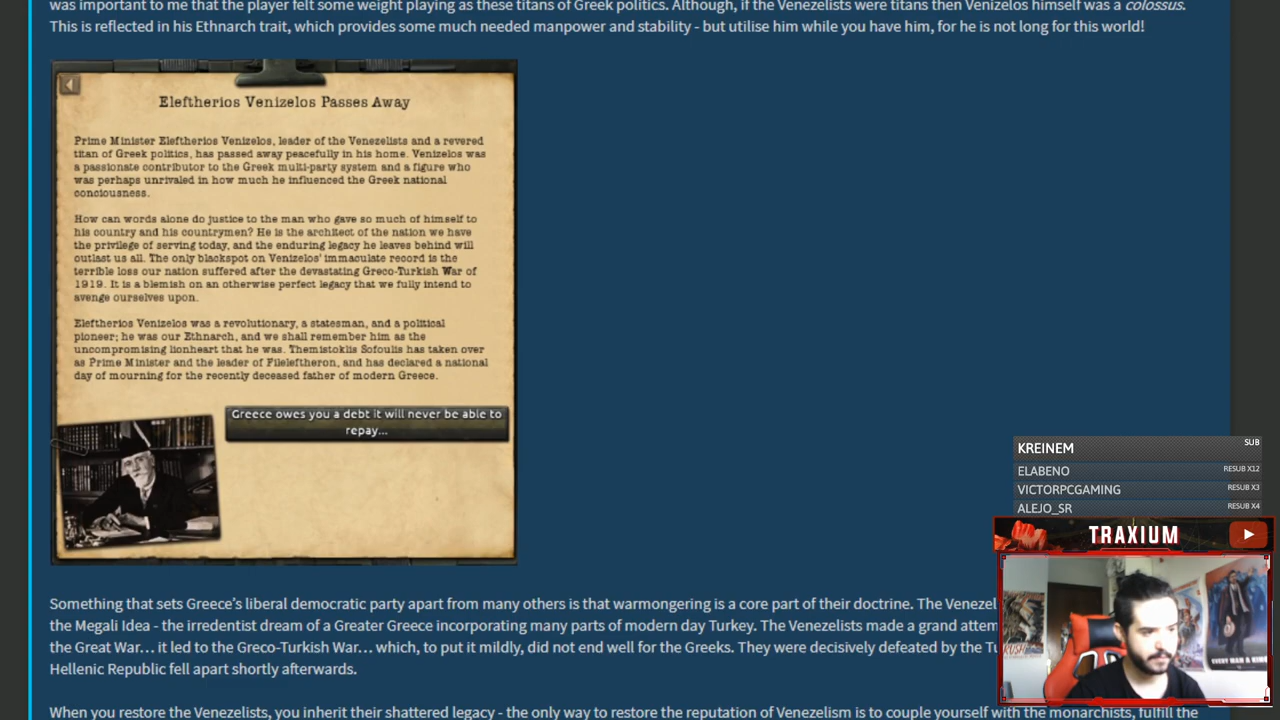 was important to me that the player felt some weight playing as these titans of Greek politics. Although, if the Venezelists were titans then Venizelos himself was a colossus.
This is reflected in his Ethnarch trait, which provides some much needed manpower and stability - but utilise him while you have him, for he is not long for this world!
Eleftherios Venizelos Passes Away
Prime Minister Eleftherios Venizelos, leader of the Venezelists and a revered
titan of Greek politics, has passed away peacefully in his home. Venizelos was
a passionate contributor to the Greek multi-party system and a figure who
was perhaps unrivaled in how much he influenced the Greek national
conciousness.
How can words alone do justice to the man who gave so much of himself to
his country and his countrymen? He is the architect of the nation we have
the privilege of serving today, and the enduring legacy he leaves behind will
outlast us all. The only blackspot on Venizelos' immaculate record is the
terrible loss our nation suffered after the devastating Greco-Turkish War of
1919. It is a blemish on an otherwise perfect legacy that we fully intend to
avenge ourselves upon.
Eleftherios Venizelos was a revolutionary, a statesman, and a political
pioneer; he was our Ethnarch, and we shall remember him as the
uncompromising lionheart that he was. Themistoklis Sofoulis has taken over
as Prime Minister and the leader of Fileleftheron, and has declared a national
day of mourning for the recently deceased father of modern Greece.
Greece owes you a debt it will never be able to
repay...
KREINEM SUB
ELABENO RESUB X12
VICTORPCGAMING RESUB X3
ALEJO_SR RESUB X4
TRAXIUM
EVERY MAN A KING
Something that sets Greece's liberal democratic party apart from many others is that warmongering is a core part of their doctrine. The Venezel
the Megali Idea - the irredentist dream of a Greater Greece incorporating many parts of modern day Turkey. The Venezelists made a grand attem
the Great War… it led to the Greco-Turkish War… which, to put it mildly, did not end well for the Greeks. They were decisively defeated by the Tu
Hellenic Republic fell apart shortly afterwards.
When you restore the Venezelists, you inherit their shattered legacy - the only way to restore the reputation of Venezelism is to couple yourself with the monarchists, fulfill the